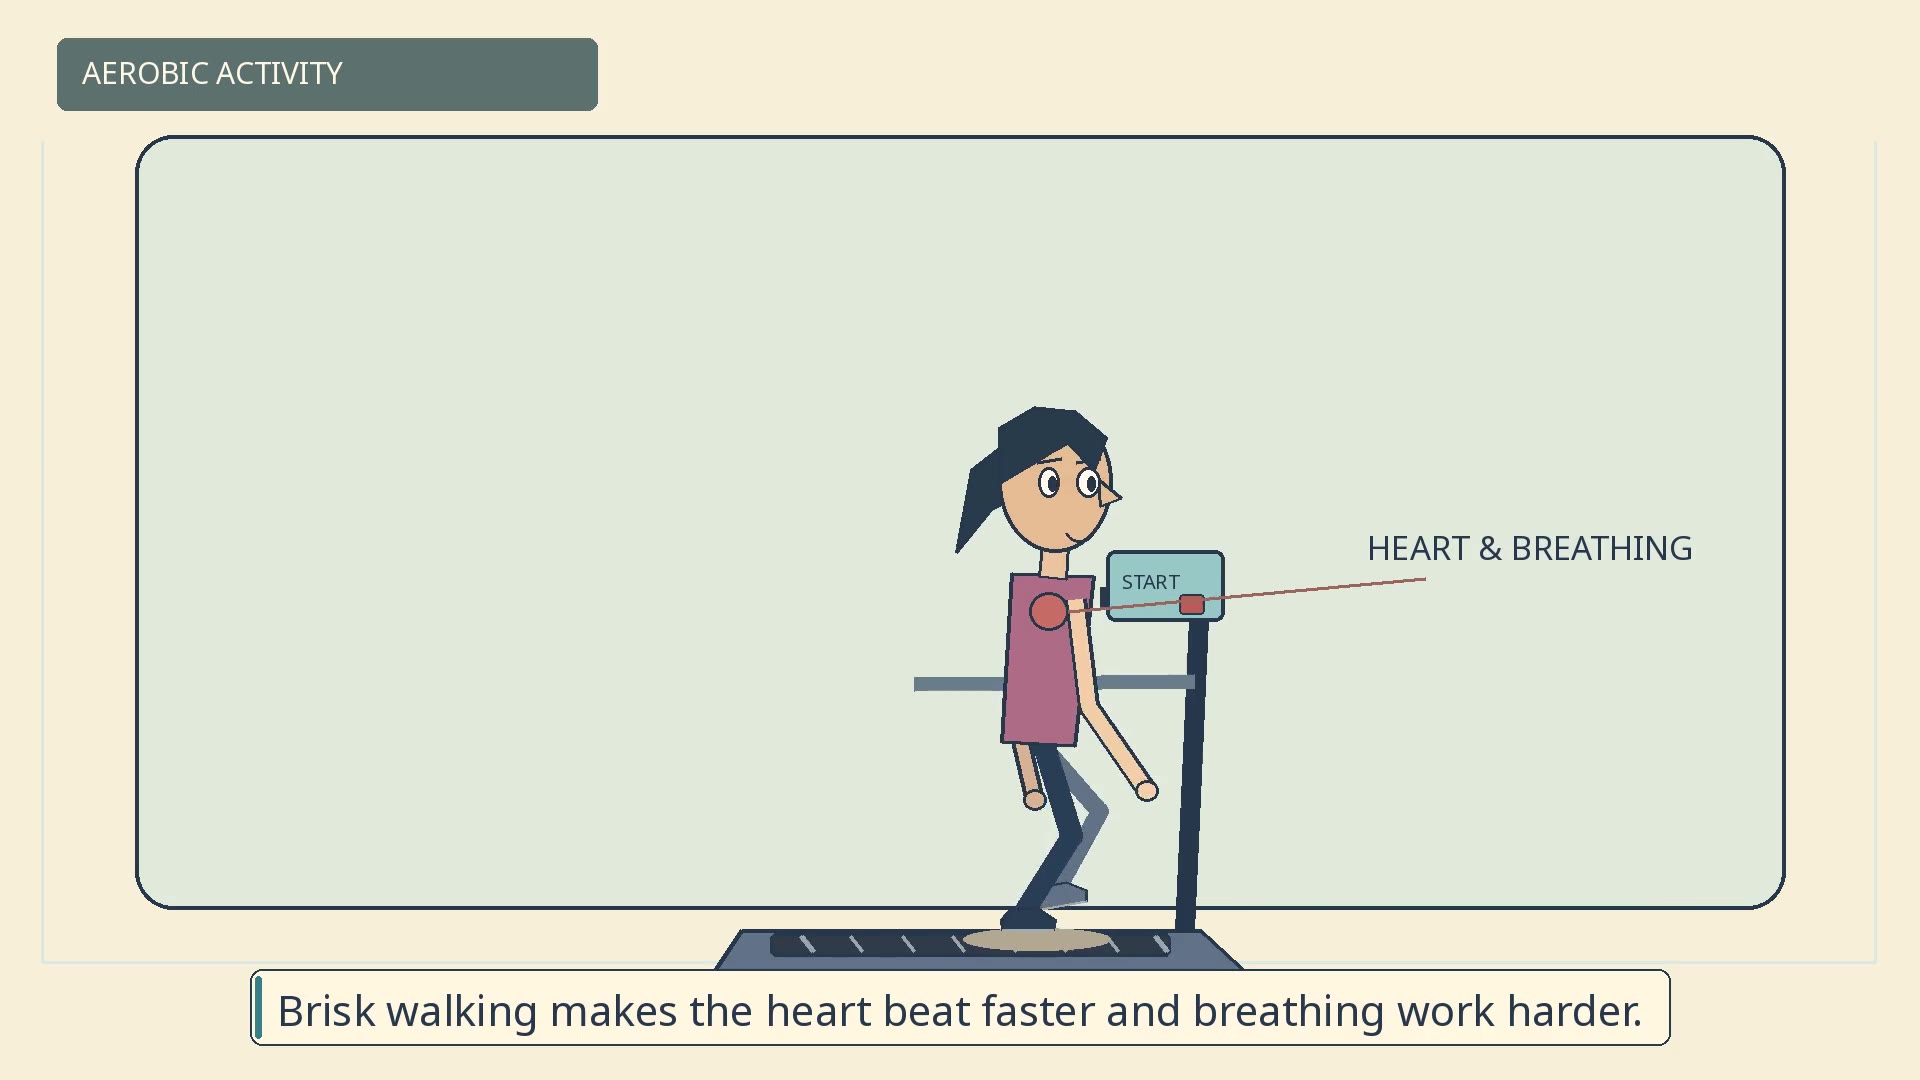 AEROBIC ACTIVITY
HEART & BREATHING
START
Brisk walking makes the heart beat faster and breathing work harder.